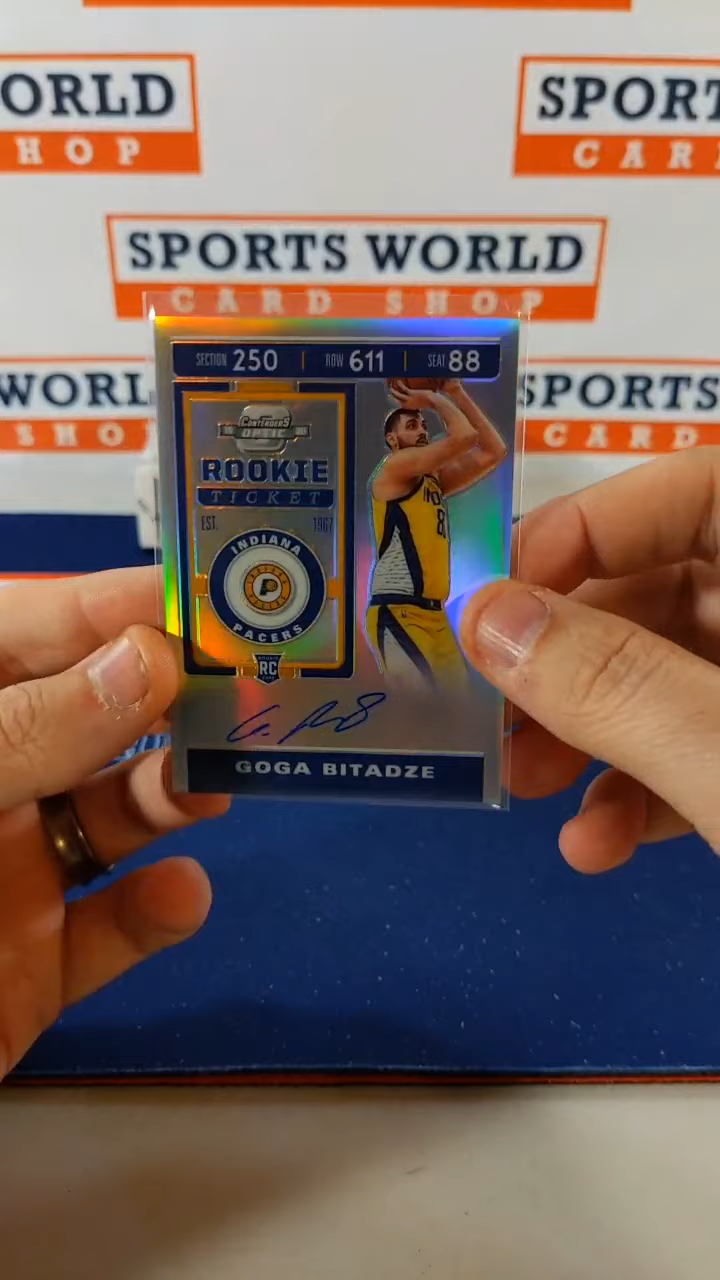 ORLD
HOP
SPORT
CAR
SPORTS WORLD
CARD SHOP
WORL
SHOP
SPORTS
CARD
SECTION 250 | ROW 611 | SEAT 88
CONTENDERS
OPTIC
ROOKIE
TICKET
EST. 1967
INDIANA
PACERS
RC
GOGA BITADZE